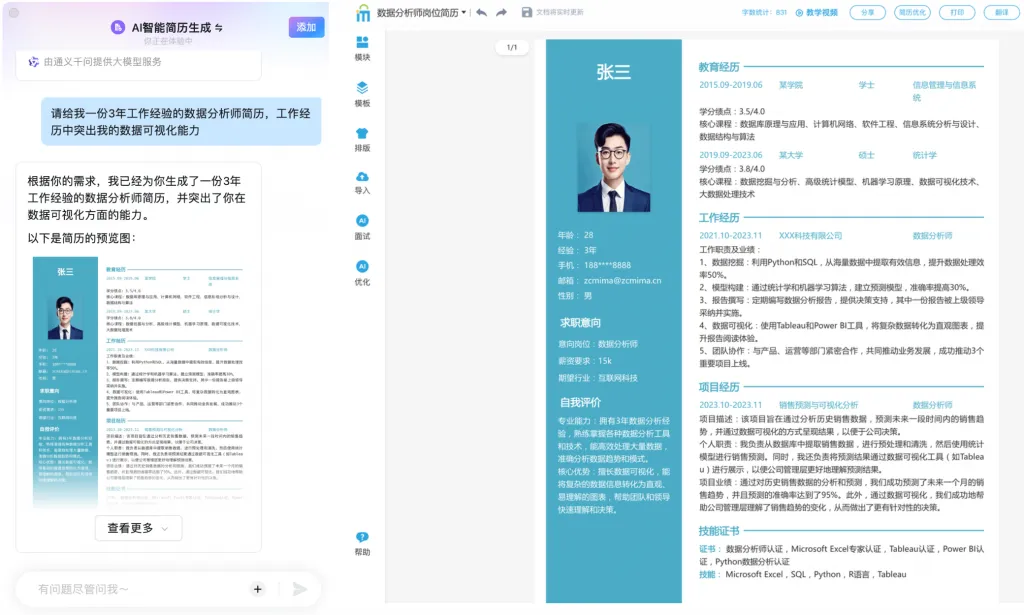 AI智能简历生成
你正在体验中
添加
由通义千问提供大模型服务
请给我一份3年工作经验的数据分析师简历，工作经
历中突出我的数据可视化能力
根据你的需求，我已经为你生成了一份3年
工作经验的数据分析师简历，并突出了你在
数据可视化方面的能力。
以下是简历的预览图：
张三
教育经历
工作经历
求职意向
自我评价
查看更多
有问题尽管问我～
数据分析师岗位简历
文档将实时更新
字数统计：831
教学视频
分享
简历优化
打印
翻译
模块
模板
排版
导入
AI
面试
AI
优化
帮助
1/1
张三
年龄：28
经验：3年
手机：188****8888
邮箱：zcmima@zcmima.cn
性别：男
求职意向
意向岗位：数据分析师
薪资要求：15k
期望行业：互联网科技
自我评价
专业能力：拥有3年数据分析经
验，熟练掌握各种数据分析工具
和技术，能高效处理大量数据，
准确分析数据趋势和模式。
核心优势：擅长数据可视化，能
将复杂的数据信息转化为直观、
易理解的图表，帮助团队和领导
快速理解和决策。
教育经历
2015.09-2019.06 某学院 学士 信息管理与信息系
统
学分绩点：3.5/4.0
核心课程：数据库原理与应用、计算机网络、软件工程、信息系统分析与设计、
数据结构与算法
2019.09-2023.06 某大学 硕士 统计学
学分绩点：3.8/4.0
核心课程：数据挖掘与分析、高级统计模型、机器学习原理、数据可视化技术、
大数据处理技术
工作经历
2021.10-2023.11 XXX科技有限公司 数据分析师
工作职责及业绩：
1、数据挖掘：利用Python和SQL，从海量数据中提取有效信息，提升数据处理效
率50%。
2、模型构建：通过统计学和机器学习算法，建立预测模型，准确率提高30%。
3、报告撰写：定期编写数据分析报告，提供决策支持，其中一份报告被上级领导
采纳并实施。
4、数据可视化：使用Tableau和Power BI工具，将复杂数据转化为直观图表，提
升报告阅读体验。
5、团队协作：与产品、运营等部门紧密合作，共同推动业务发展，成功推动3个
重要项目上线。
项目经历
2023.10-2023.11 销售预测与可视化分析 数据分析师
项目描述：该项目旨在通过分析历史销售数据，预测未来一段时间内的销售趋
势，并通过数据可视化的方式呈现结果，以便于公司决策。
个人职责：我负责从数据库中提取销售数据，进行预处理和清洗，然后使用统计
模型进行销售预测。同时，我还负责将预测结果通过数据可视化工具（如Tablea
u）进行展示，以便公司管理层更好地理解预测结果。
项目业绩：通过对历史销售数据的分析和预测，我们成功预测了未来一个月的销
售趋势，并且预测的准确率达到了95%。此外，通过数据可视化，我们成功地帮
助公司管理层理解了销售趋势的变化，从而做出了更有针对性的决策。
技能证书
证书：数据分析师认证，Microsoft Excel专家认证，Tableau认证，Power BI认
证，Python数据分析认证
技能：Microsoft Excel，SQL，Python，R语言，Tableau